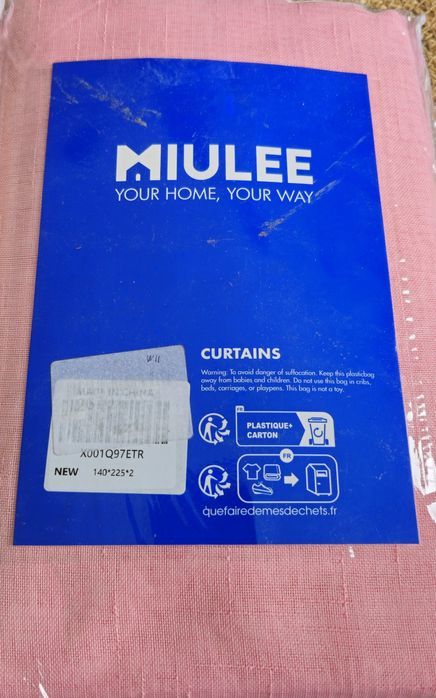 MIULEE
YOUR HOME, YOUR WAY
W11
CURTAINS
Warning: To avoid danger of suffocation. Keep this plasticbag
away from babies and children. Do not use this bag in cribs,
beds, carriages, or playpens. This bag is not a toy.
MADE IN CHINA
FR
PLASTIQUE+
CARTON
X001Q97ETR
NEW 140*225*2
FR
quefairedemesdechets.fr